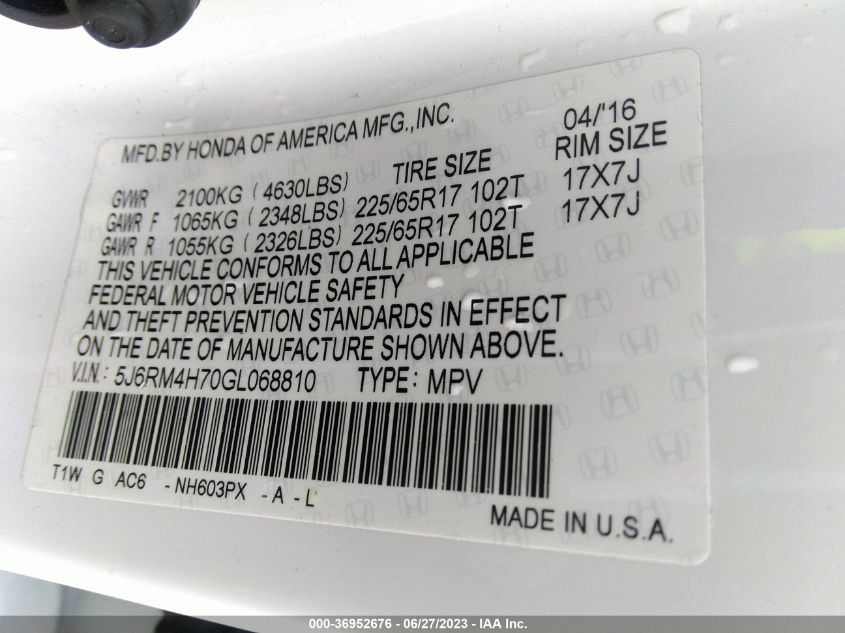 MFD.BY HONDA OF AMERICA MFG.,INC. 04/'16
TIRE SIZE RIM SIZE
GVWR 2100KG (4630LBS)
GAWR F 1065KG (2348LBS) 225/65R17 102T 17X7J
GAWR R 1055KG (2326LBS) 225/65R17 102T 17X7J
THIS VEHICLE CONFORMS TO ALL APPLICABLE
FEDERAL MOTOR VEHICLE SAFETY
AND THEFT PREVENTION STANDARDS IN EFFECT
ON THE DATE OF MANUFACTURE SHOWN ABOVE.
V.I.N.: 5J6RM4H70GL068810 TYPE: MPV
T1W G AC6 -NH603PX -A -L
MADE IN U.S.A.
000-36952676 / 06/27/2023 - IAA Inc.